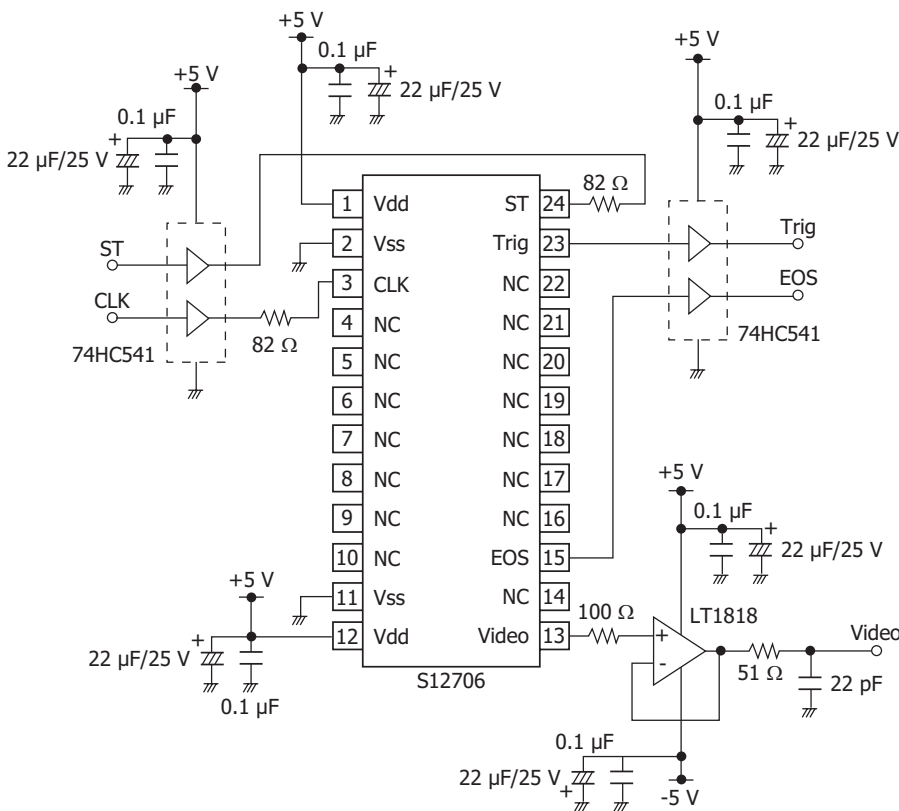 +5 V
0.1 µF
+
22 µF/25 V
+5 V
0.1 µF
+
22 µF/25 V
+5 V
0.1 µF
+
22 µF/25 V
ST
CLK
74HC541
82 Ω
82 Ω
1 Vdd
2 Vss
3 CLK
4 NC
5 NC
6 NC
7 NC
8 NC
9 NC
10 NC
11 Vss
12 Vdd
ST 24
Trig 23
NC 22
NC 21
NC 20
NC 19
NC 18
NC 17
NC 16
EOS 15
NC 14
Video 13
S12706
Trig
EOS
74HC541
+5 V
+
22 µF/25 V
0.1 µF
+5 V
0.1 µF
+
22 µF/25 V
100 Ω
LT1818
+
-
51 Ω
Video
22 pF
0.1 µF
22 µF/25 V
+
-5 V